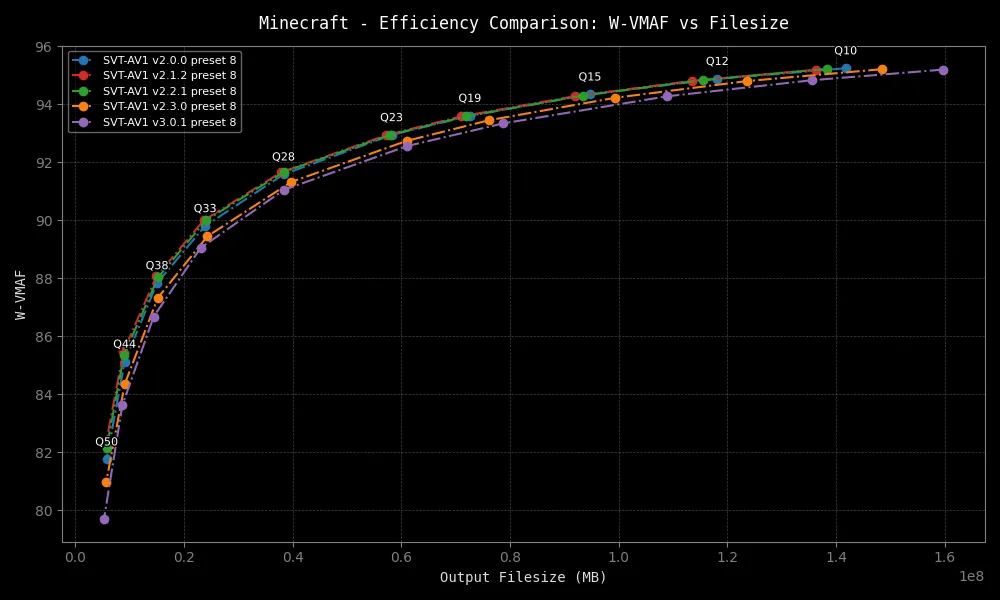 Minecraft - Efficiency Comparison: W-VMAF vs Filesize
SVT-AV1 v2.0.0 preset 8
SVT-AV1 v2.1.2 preset 8
SVT-AV1 v2.2.1 preset 8
SVT-AV1 v2.3.0 preset 8
SVT-AV1 v3.0.1 preset 8
Q10
Q12
Q15
Q19
Q23
Q28
Q33
Q38
Q44
Q50
W-VMAF
96
94
92
90
88
86
84
82
80
0.0 0.2 0.4 0.6 0.8 1.0 1.2 1.4 1.6
1e8
Output Filesize (MB)